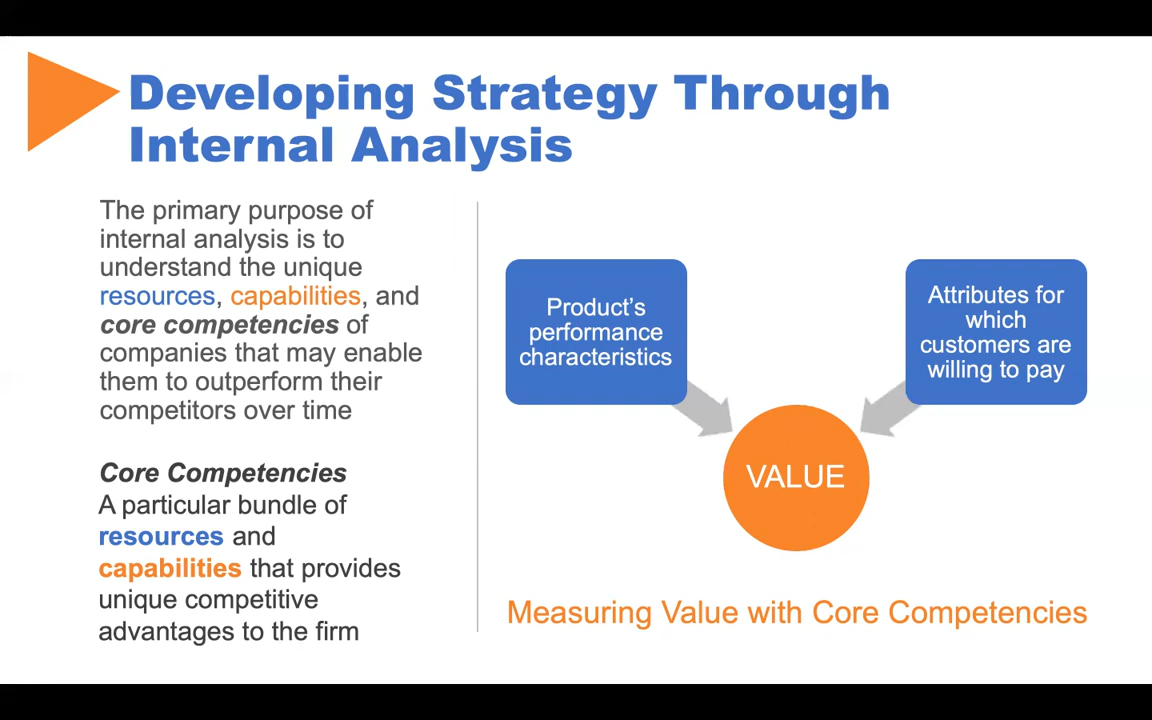 Developing Strategy Through
Internal Analysis
The primary purpose of
internal analysis is to
understand the unique
resources, capabilities, and
core competencies of
companies that may enable
them to outperform their
competitors over time
Core Competencies
A particular bundle of
resources and
capabilities that provides
unique competitive
advantages to the firm
Product's
performance
characteristics
Attributes for
which
customers are
willing to pay
VALUE
Measuring Value with Core Competencies